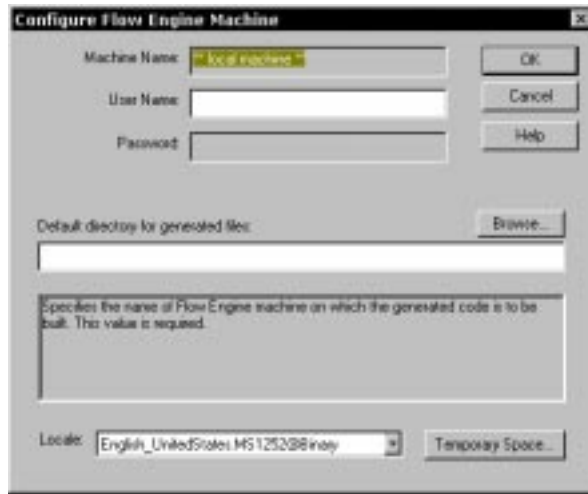 Configure Flow Engine Machine
Machine Name: ** local machine **
OK
User Name:
Cancel
Password:
Help
Default directory for generated files:
Browse...
Specifies the name of Flow Engine machine on which the generated code is to be
built. This value is required.
Locale: English_UnitedStates.MS1252@Binary
Temporary Space...